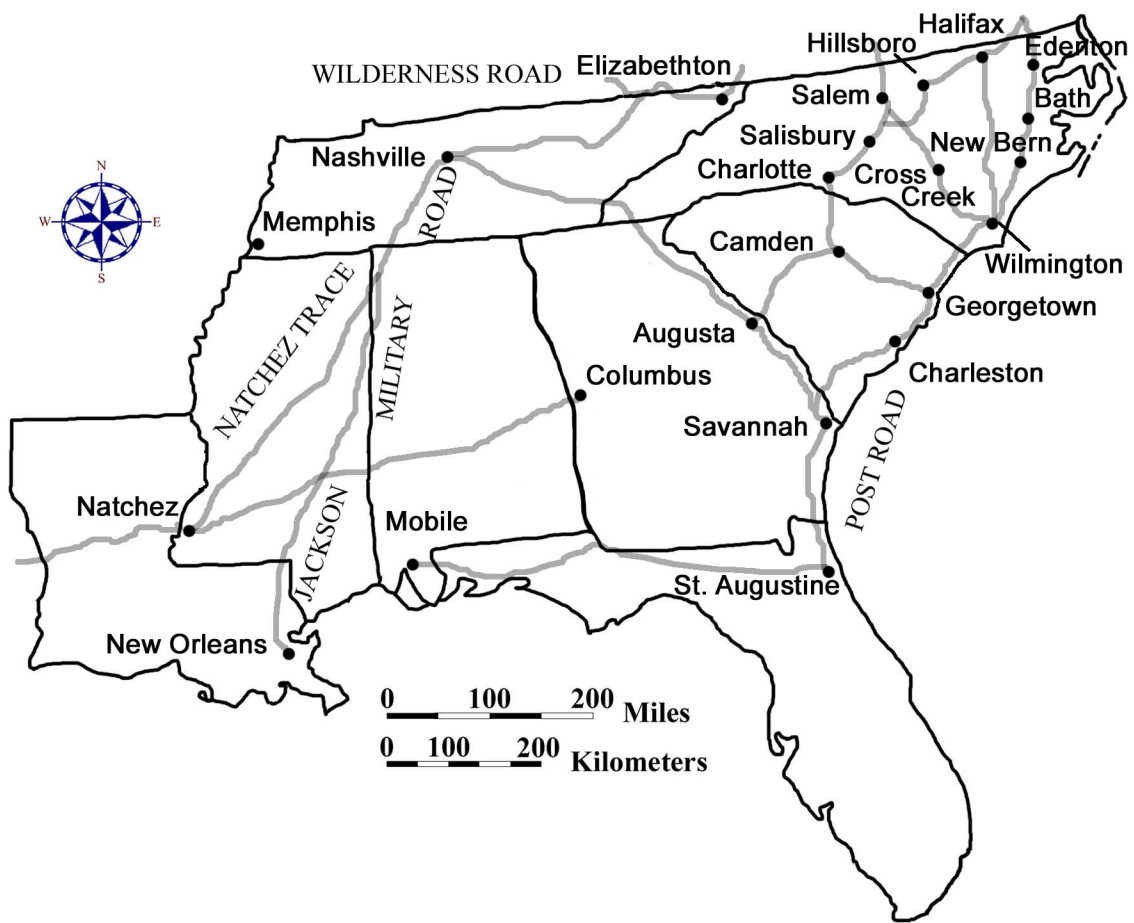 Halifax
Hillsboro
Edenton
WILDERNESS ROAD
Elizabethton
Salem
Bath
Salisbury
New Bern
Nashville
Charlotte
Cross
Creek
N
W
E
S
Memphis
ROAD
Camden
Wilmington
NATCHEZ TRACE
Georgetown
MILITARY
Augusta
Columbus
Charleston
Savannah
POST ROAD
Natchez
Mobile
JACKSON
St. Augustine
New Orleans
0 100 200
Miles
0 100 200
Kilometers